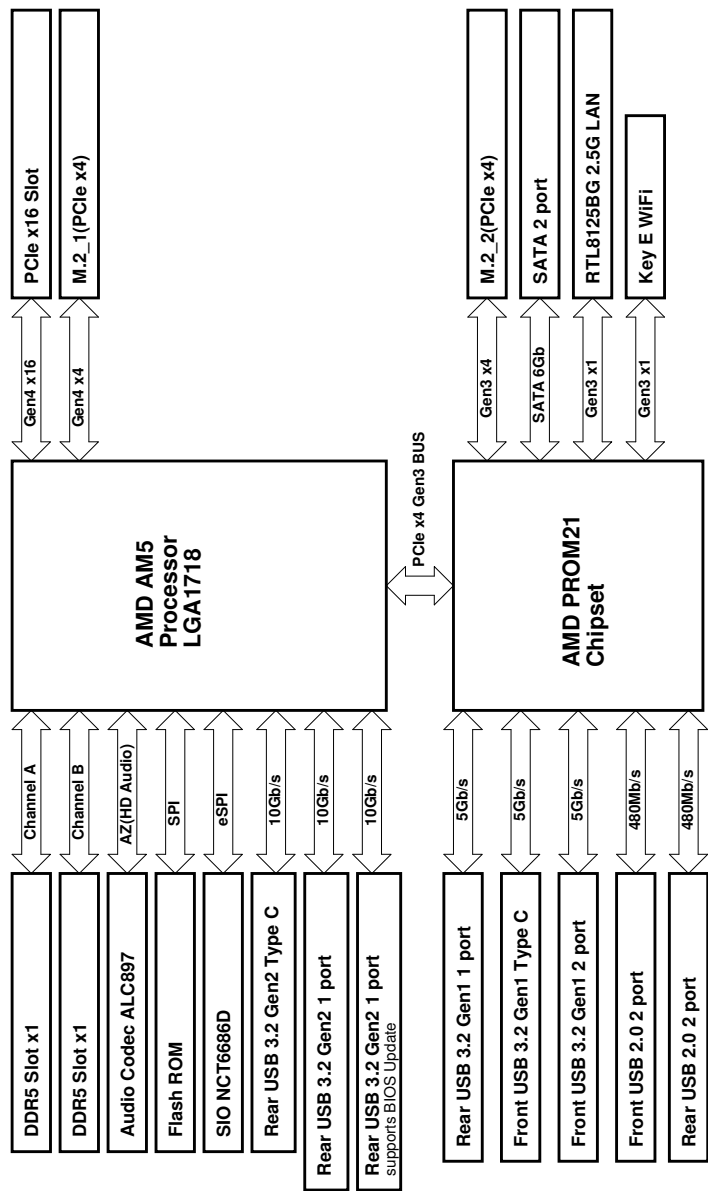 DDR5 Slot x1
Channel A
DDR5 Slot x1
Channel B
Audio Codec ALC897
AZ(HD Audio)
Flash ROM
SPI
SIO NCT6686D
eSPI
Rear USB 3.2 Gen2 Type C
10Gb/s
Rear USB 3.2 Gen2 1 port
10Gb/s
Rear USB 3.2 Gen2 1 port
supports BIOS Update
10Gb/s
AMD AM5
Processor
LGA1718
Gen4 x16
PCIe x16 Slot
Gen4 x4
M.2_1(PCIe x4)
PCIe x4 Gen3 BUS
Rear USB 3.2 Gen1 1 port
5Gb/s
Front USB 3.2 Gen1 Type C
5Gb/s
Front USB 3.2 Gen1 2 port
5Gb/s
Front USB 2.0 2 port
480Mb/s
Rear USB 2.0 2 port
480Mb/s
AMD PROM21
Chipset
Gen3 x4
M.2_2(PCIe x4)
SATA 6Gb
SATA 2 port
Gen3 x1
RTL8125BG 2.5G LAN
Gen3 x1
Key E WiFi